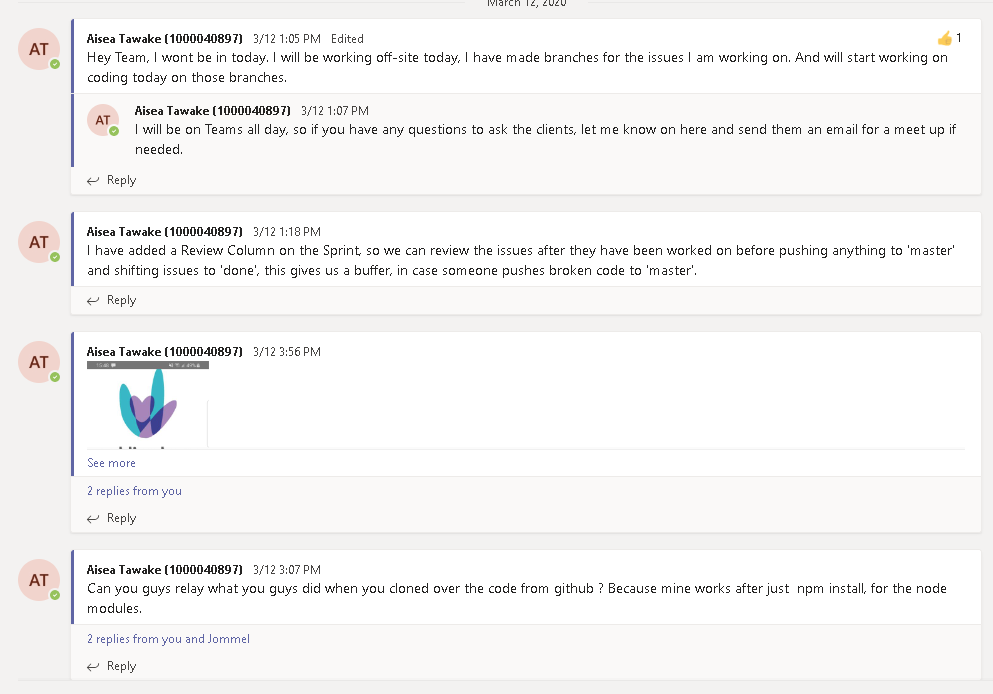 March 12, 2020
AT
Aisea Tawake (1000040897) 3/12 1:05 PM Edited
1
Hey Team, I wont be in today. I will be working off-site today, I have made branches for the issues I am working on. And will start working on
coding today on those branches.
AT
Aisea Tawake (1000040897) 3/12 1:07 PM
I will be on Teams all day, so if you have any questions to ask the clients, let me know on here and send them an email for a meet up if
needed.
Reply
AT
Aisea Tawake (1000040897) 3/12 1:18 PM
I have added a Review Column on the Sprint, so we can review the issues after they have been worked on before pushing anything to 'master'
and shifting issues to 'done', this gives us a buffer, in case someone pushes broken code to 'master'.
Reply
AT
Aisea Tawake (1000040897) 3/12 3:56 PM
See more
2 replies from you
Reply
AT
Aisea Tawake (1000040897) 3/12 3:07 PM
Can you guys relay what you guys did when you cloned over the code from github ? Because mine works after just npm install, for the node
modules.
2 replies from you and Jommel
Reply